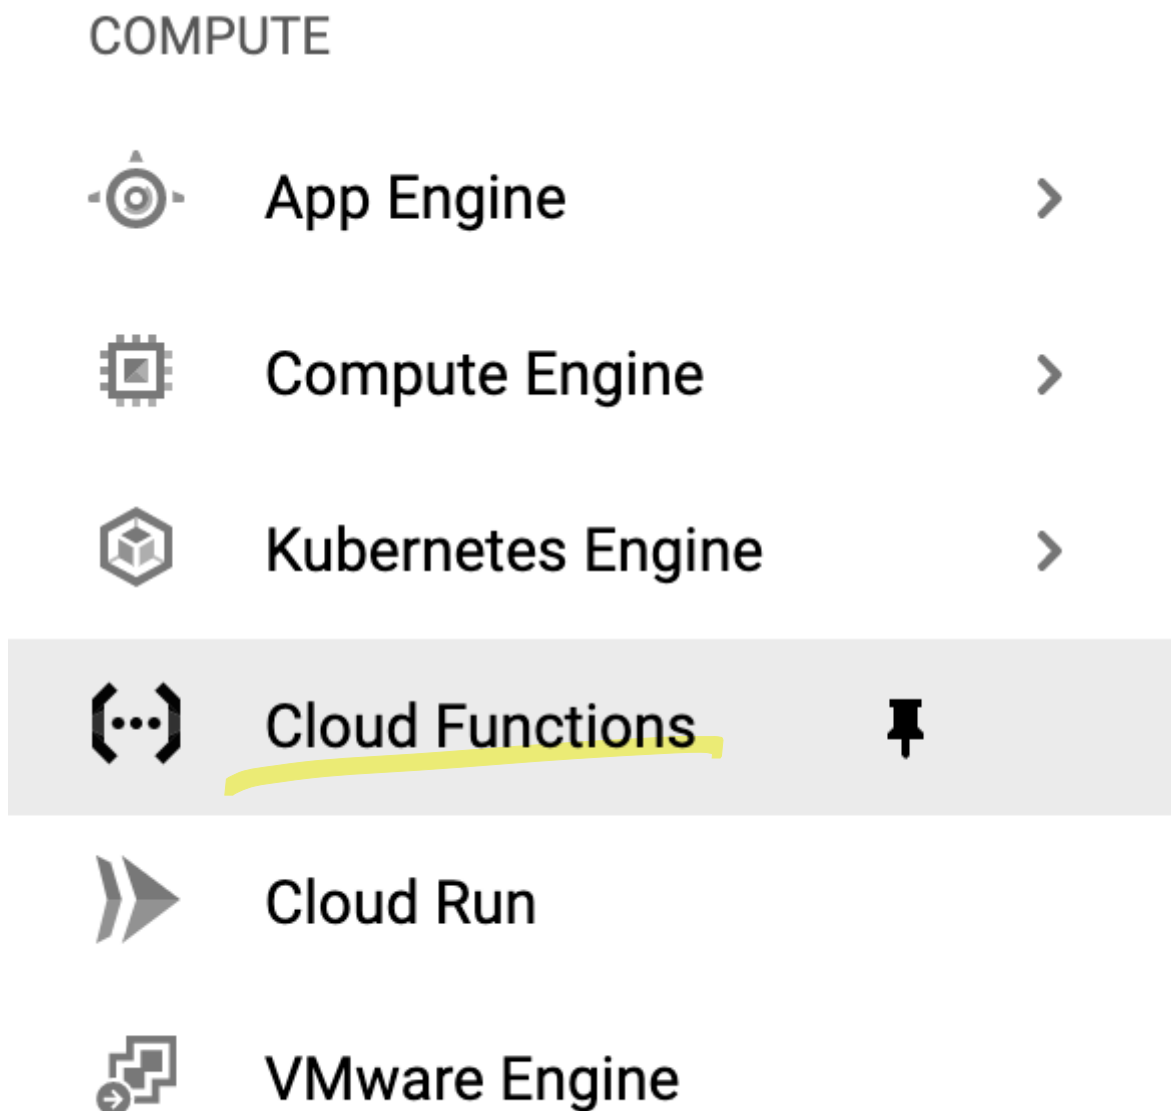 COMPUTE
App Engine
Compute Engine
Kubernetes Engine
Cloud Functions
Cloud Run
VMware Engine